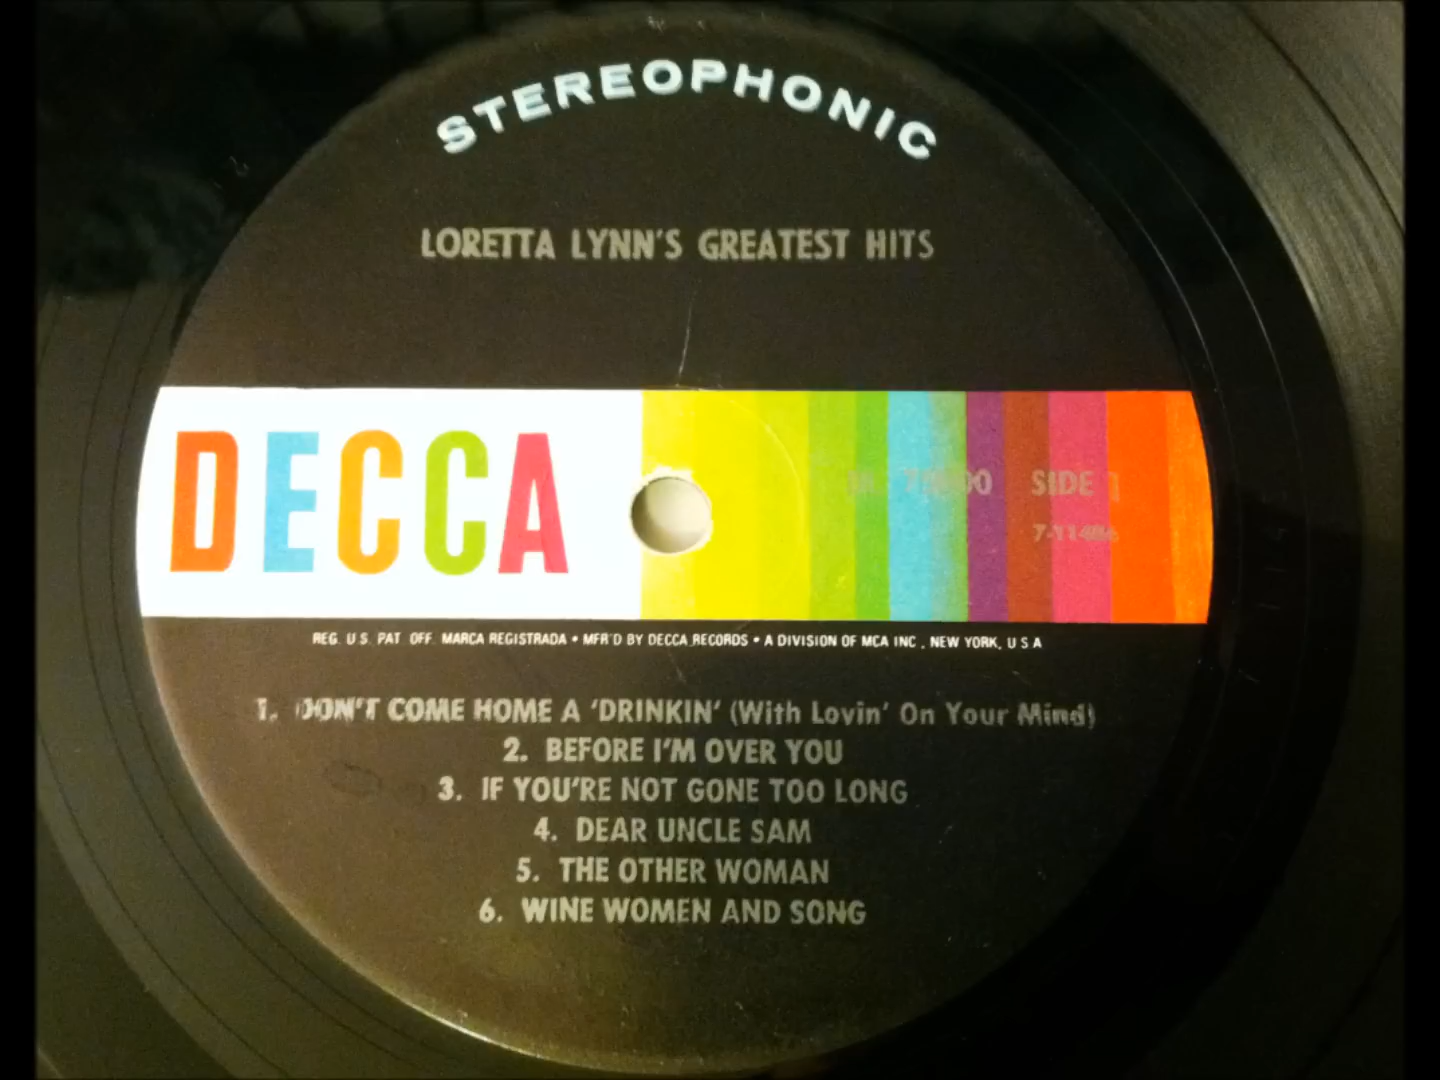 STEREOPHONIC
LORETTA LYNN'S GREATEST HITS
DECCA
SIDE 1
REG. U.S. PAT. OFF. MARCA REGISTRADA • MFR'D BY DECCA RECORDS • A DIVISION OF MCA INC., NEW YORK, U.S.A
1. DON'T COME HOME A 'DRINKIN' (With Lovin' On Your Mind)
2. BEFORE I'M OVER YOU
3. IF YOU'RE NOT GONE TOO LONG
4. DEAR UNCLE SAM
5. THE OTHER WOMAN
6. WINE WOMEN AND SONG